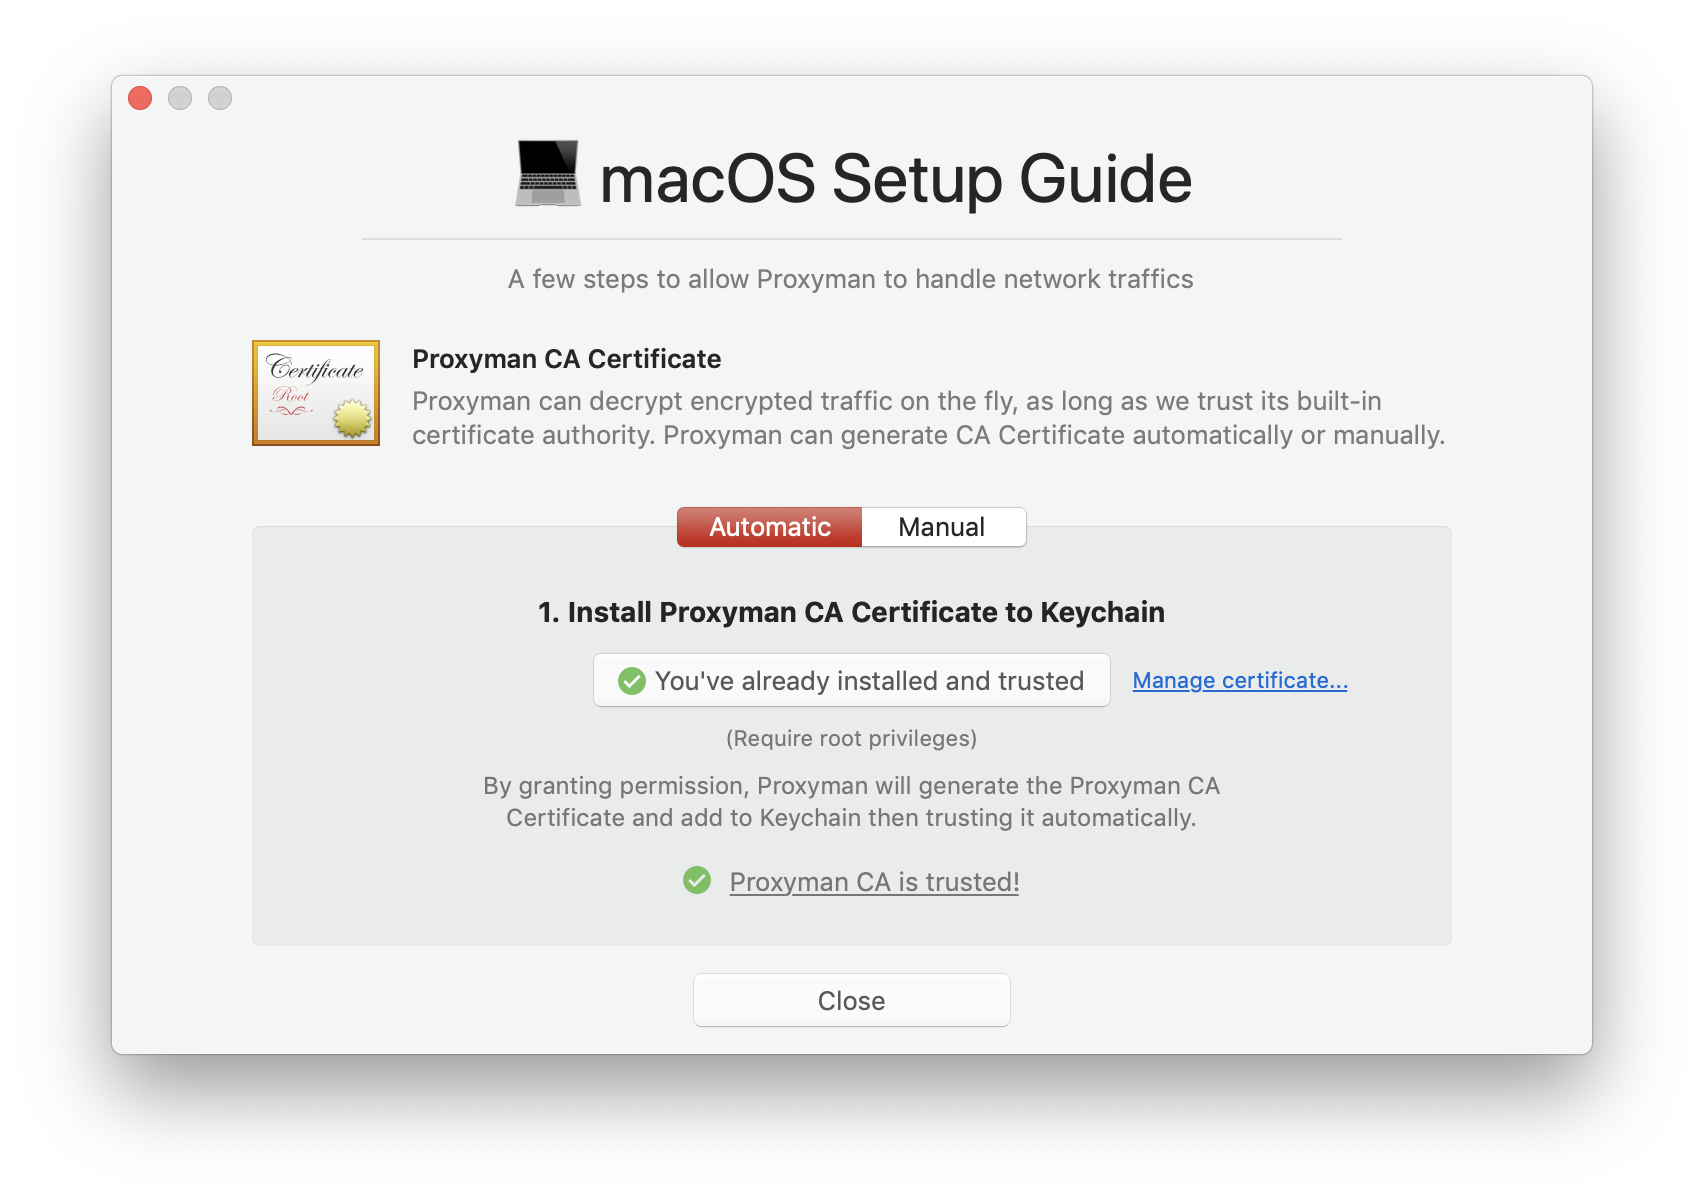 macOS Setup Guide
A few steps to allow Proxyman to handle network traffics
Certificate
Root
Proxyman CA Certificate
Proxyman can decrypt encrypted traffic on the fly, as long as we trust its built-in
certificate authority. Proxyman can generate CA Certificate automatically or manually.
Automatic Manual
1. Install Proxyman CA Certificate to Keychain
You've already installed and trusted Manage certificate...
(Require root privileges)
By granting permission, Proxyman will generate the Proxyman CA
Certificate and add to Keychain then trusting it automatically.
Proxyman CA is trusted!
Close